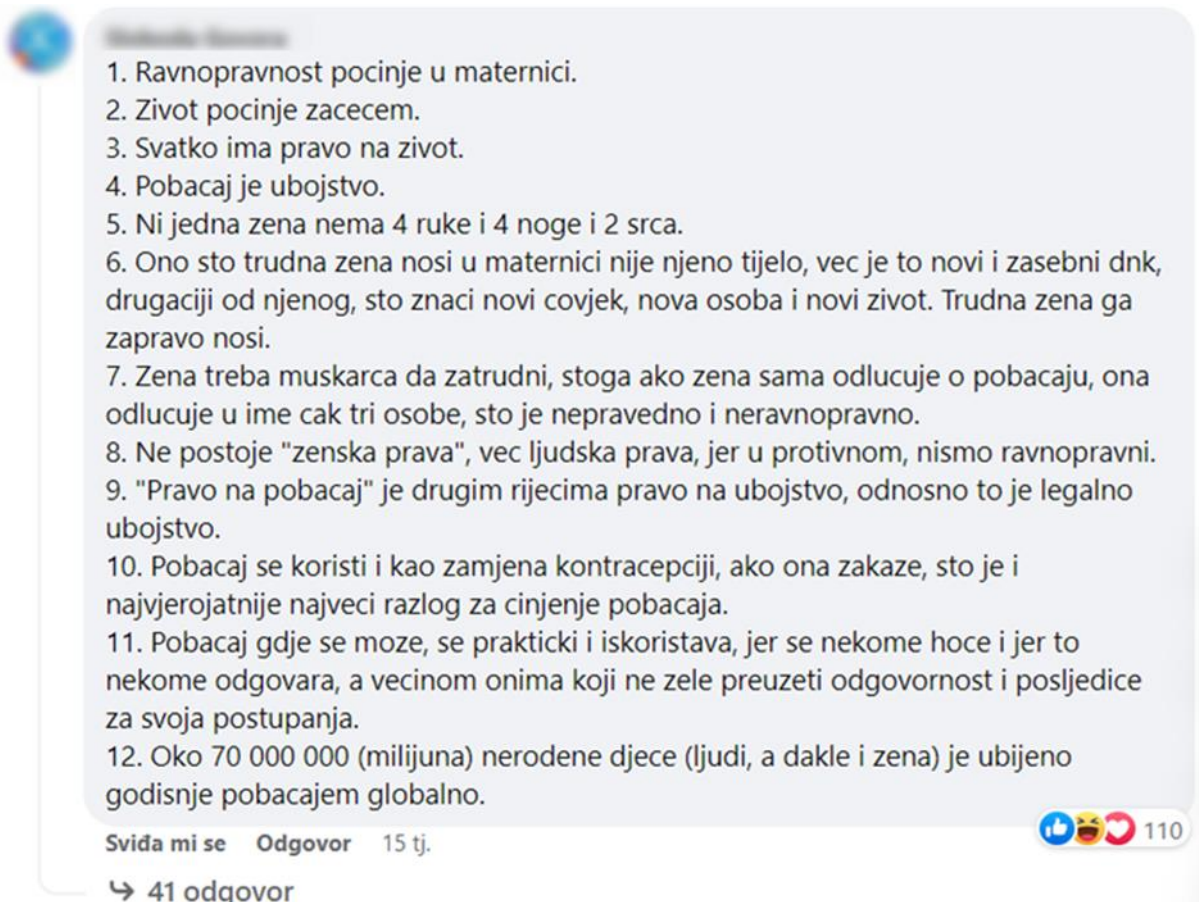 1. Ravnopravnost pocinje u maternici.
2. Zivot pocinje zacecem.
3. Svatko ima pravo na zivot.
4. Pobacaj je ubojstvo.
5. Ni jedna zena nema 4 ruke i 4 noge i 2 srca.
6. Ono sto trudna zena nosi u maternici nije njeno tijelo, vec je to novi i zasebni dnk,
drugaciji od njenog, sto znaci novi covjek, nova osoba i novi zivot. Trudna zena ga
zapravo nosi.
7. Zena treba muskarca da zatrudni, stoga ako zena sama odlucuje o pobacaju, ona
odlucuje u ime cak tri osobe, sto je nepravedno i neravnopravno.
8. Ne postoje "zenska prava", vec ljudska prava, jer u protivnom, nismo ravnopravni.
9. "Pravo na pobacaj" je drugim rijecima pravo na ubojstvo, odnosno to je legalno
ubojstvo.
10. Pobacaj se koristi i kao zamjena kontracepciji, ako ona zakaze, sto je i
najvjerojatnije najveci razlog za cinjenje pobacaja.
11. Pobacaj gdje se moze, se prakticki i iskoristava, jer se nekome hoce i jer to
nekome odgovara, a vecinom onima koji ne zele preuzeti odgovornost i posljedice
za svoja postupanja.
12. Oko 70 000 000 (milijuna) nerodene djece (ljudi, a dakle i zena) je ubijeno
godisnje pobacajem globalno.
Sviđa mi se Odgovor 15 tj.
110
41 odgovor